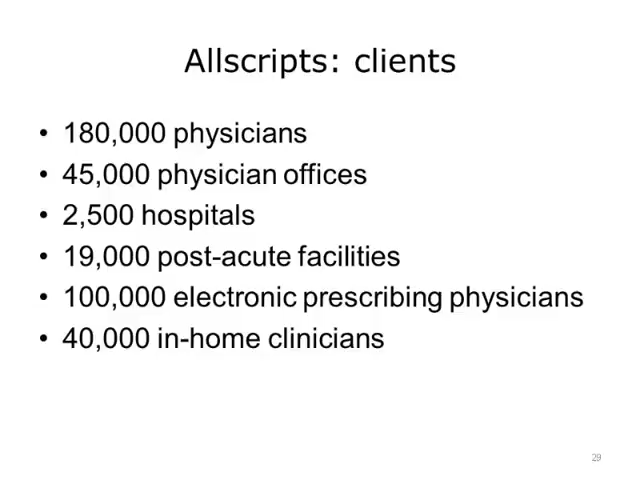 Allscripts: clients
• 180,000 physicians
• 45,000 physician offices
• 2,500 hospitals
• 19,000 post-acute facilities
• 100,000 electronic prescribing physicians
• 40,000 in-home clinicians
29